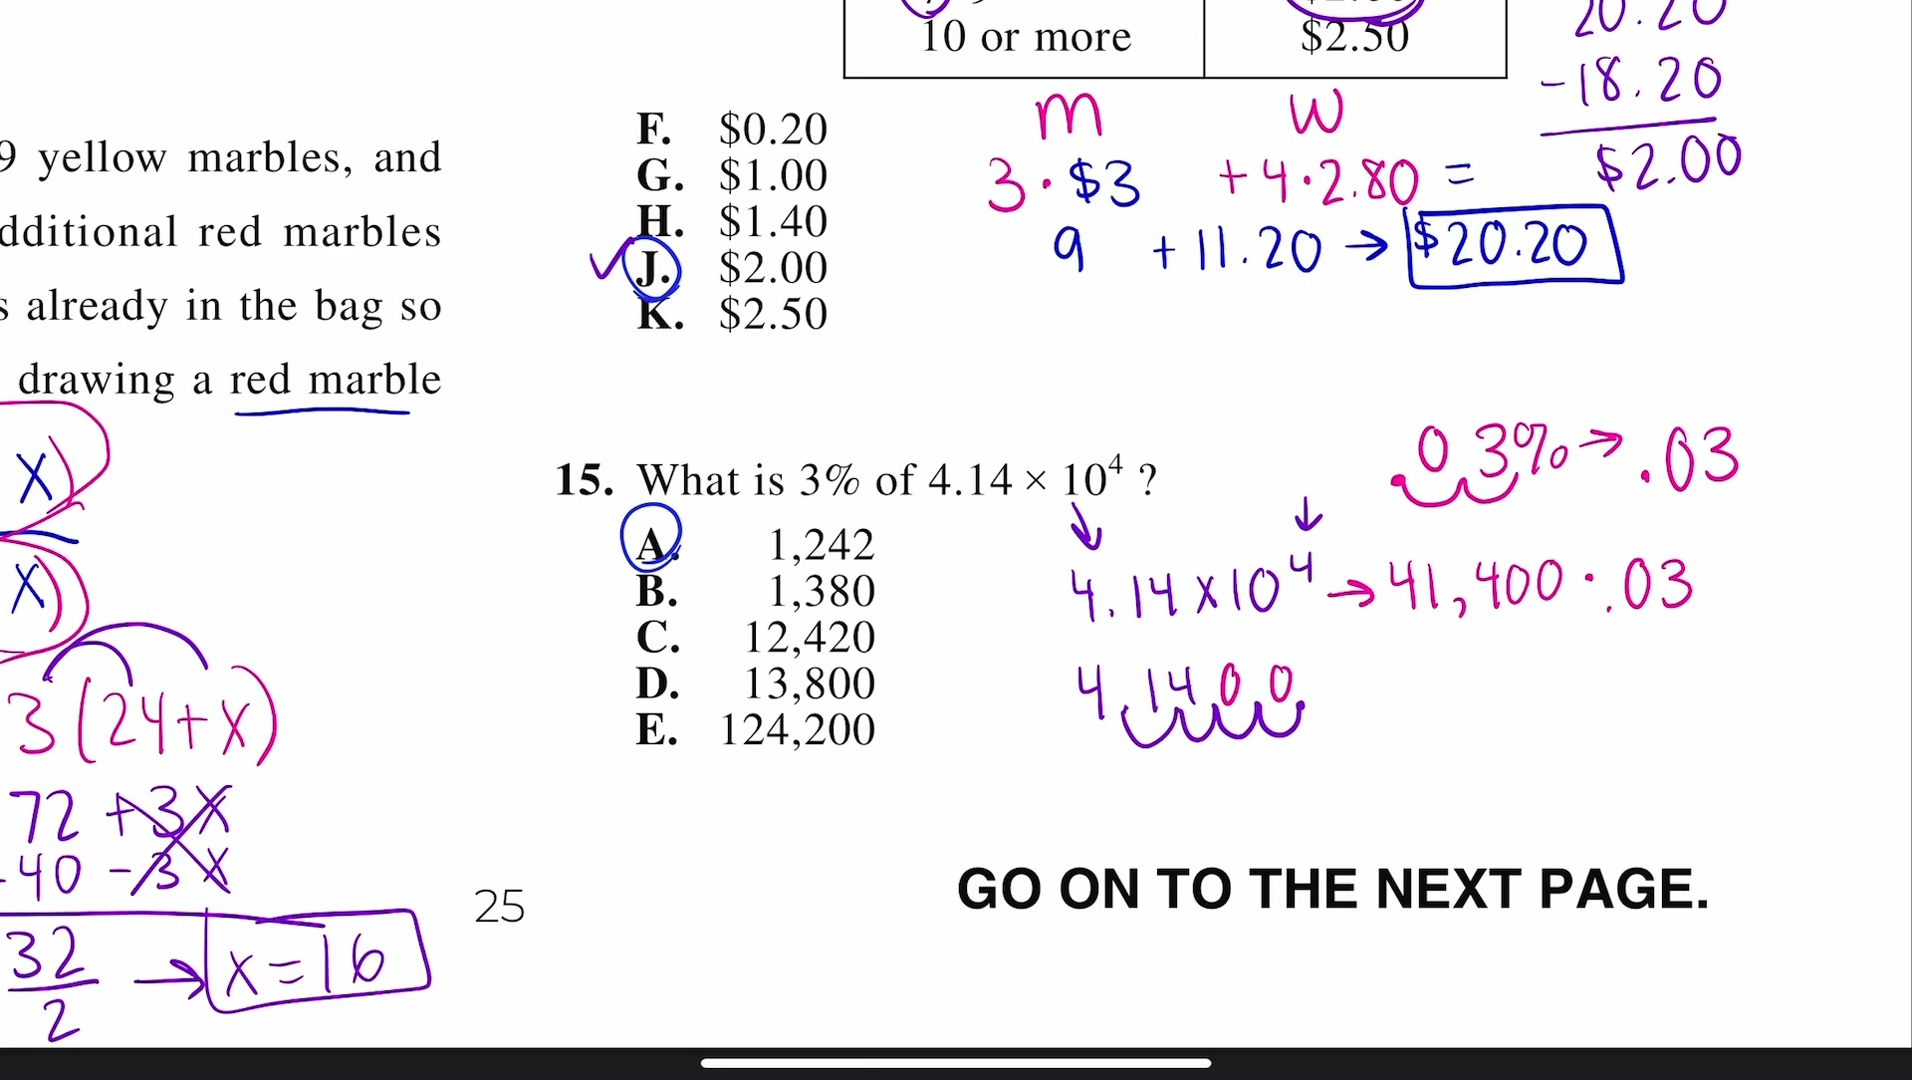 10 or more $2.50
20.20
-18.20
$2.00
9 yellow marbles, and
dditional red marbles
s already in the bag so
drawing a red marble
x)
x)
3(24+x)
72 +3x
-40 -3x
32
2
→ x=16
25
F. $0.20
G. $1.00
H. $1.40
✓ J. $2.00
K. $2.50
m w
3·$3 +4·2.80 =
9 +11.20 → $20.20
15. What is 3% of 4.14 × 10⁴ ?
A. 1,242
B. 1,380
C. 12,420
D. 13,800
E. 124,200
.03% → .03
4.14x10⁴ → 41,400·.03
4.1400
GO ON TO THE NEXT PAGE.